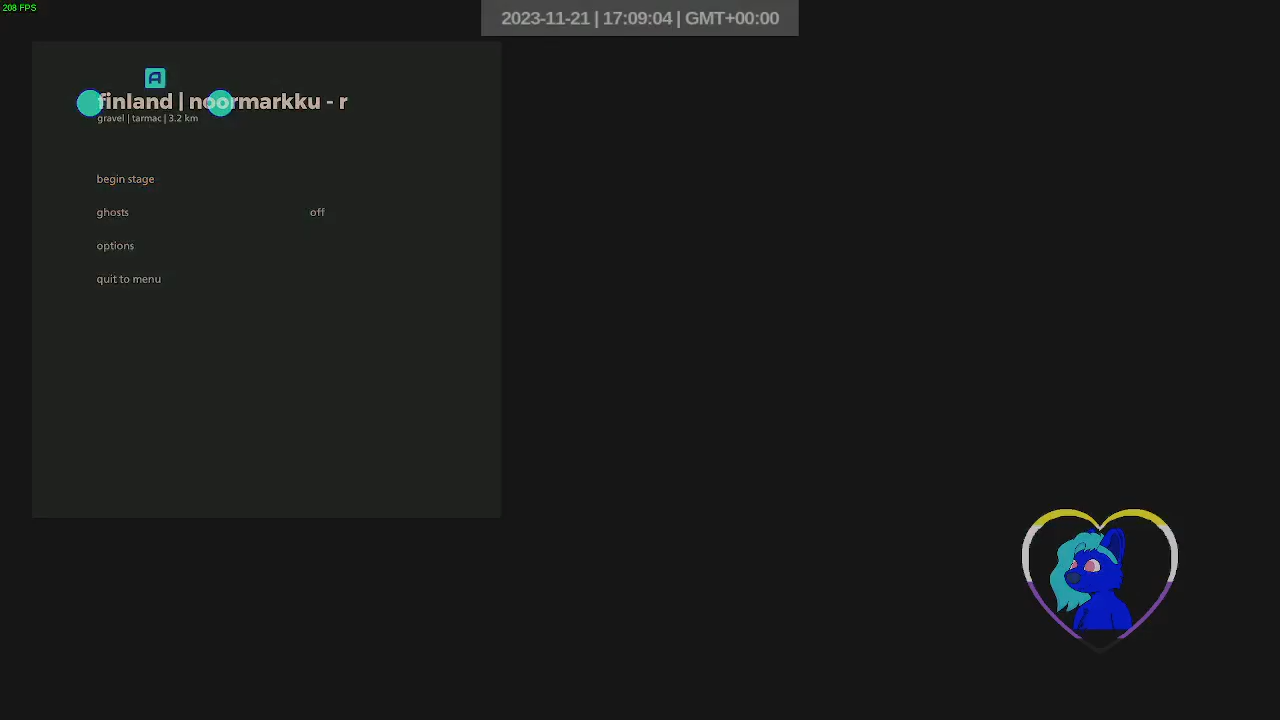 208 FPS
2023-11-21 | 17:09:04 | GMT+00:00
A
finland | noormarkku - r
gravel | tarmac | 3.2 km
begin stage
ghosts off
options
quit to menu